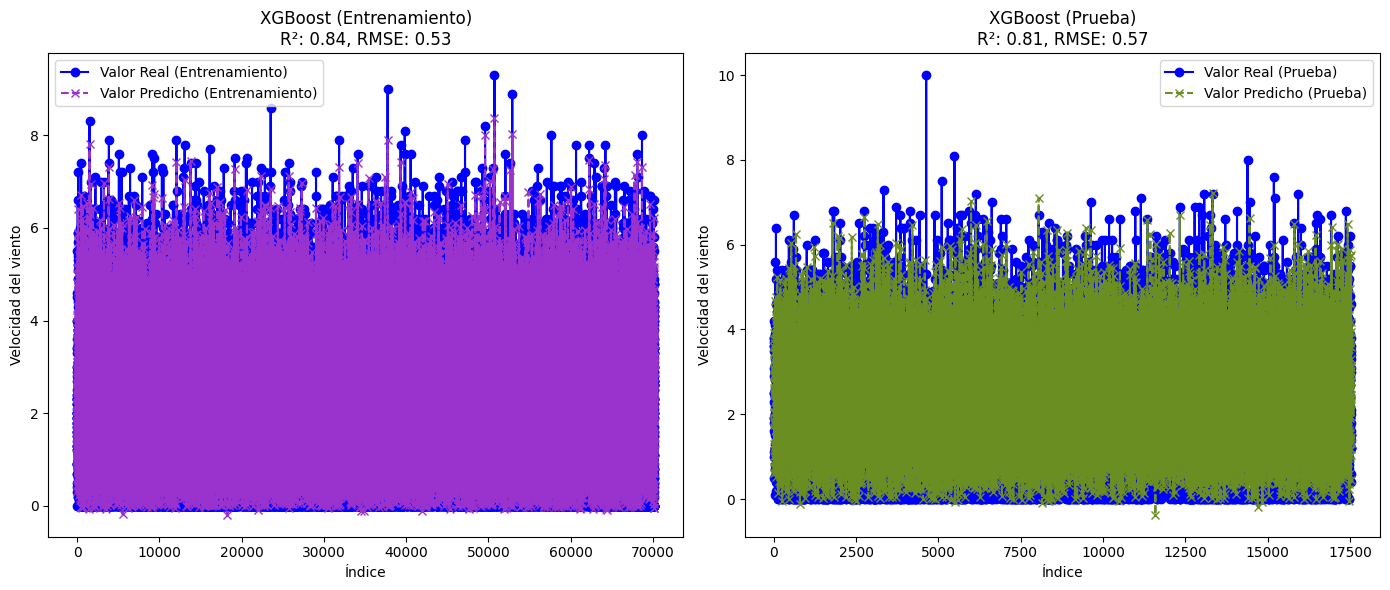 XGBoost (Entrenamiento)
R²: 0.84, RMSE: 0.53
Valor Real (Entrenamiento)
Valor Predicho (Entrenamiento)
Velocidad del viento
8
6
4
2
0
0 10000 20000 30000 40000 50000 60000 70000
Índice
XGBoost (Prueba)
R²: 0.81, RMSE: 0.57
Valor Real (Prueba)
Valor Predicho (Prueba)
Velocidad del viento
10
8
6
4
2
0
0 2500 5000 7500 10000 12500 15000 17500
Índice